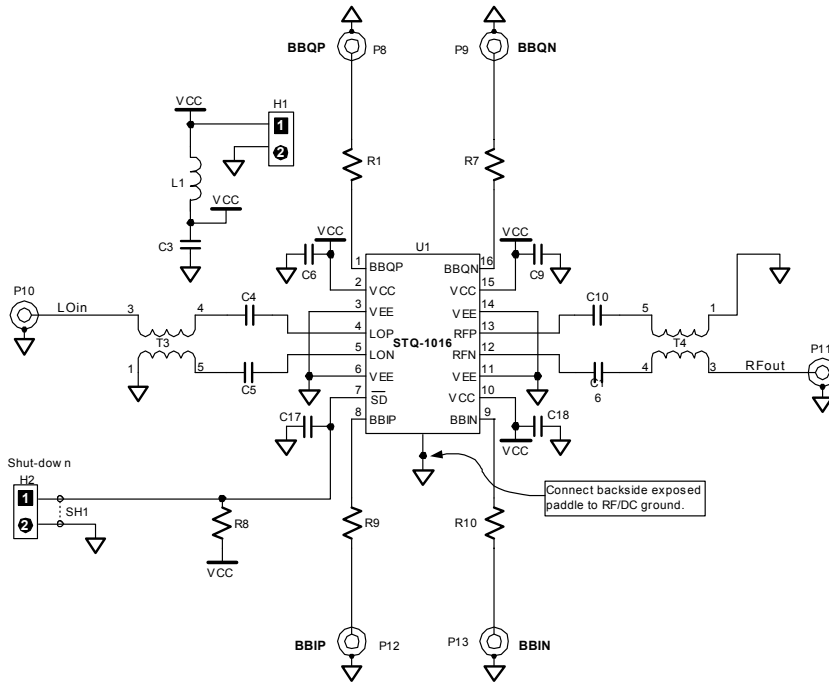 BBQP P8 P9 BBQN
VCC H1
1
2
L1
VCC
C3
R1 R7
U1
VCC VCC
C6 C9
1 BBQP BBQN 16
2 VCC VCC 15
3 VEE VEE 14
4 LOP RFP 13
STQ-1016
5 LON RFN 12
6 VEE VEE 11
7 SD VCC 10
8 BBIP BBIN 9
P10 LOin 3 4 C4
T3
1 5 C5
C10 5 1
T4
C1
6
4 3 RFout P11
C17 C18
VCC
Shut-down
H2
1
2
SH1
R8
VCC
R9 R10
Connect backside exposed
paddle to RF/DC ground.
BBIP P12 P13 BBIN